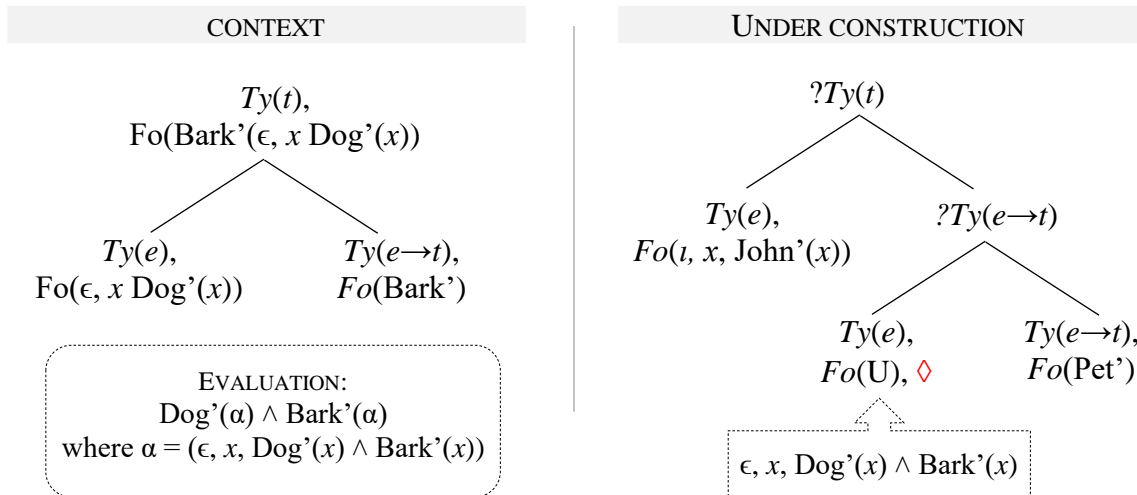 CONTEXT
Ty(t),
Fo(Bark’(ϵ, x Dog’(x))
Ty(e),
Fo(ϵ, x Dog’(x))
Ty(e→t),
Fo(Bark’)
EVALUATION:
Dog’(α) ∧ Bark’(α)
where α = (ϵ, x, Dog’(x) ∧ Bark’(x))
UNDER CONSTRUCTION
?Ty(t)
Ty(e),
Fo(ι, x, John’(x))
?Ty(e→t)
Ty(e),
Fo(U), ◊
Ty(e→t),
Fo(Pet’)
ϵ, x, Dog’(x) ∧ Bark’(x)